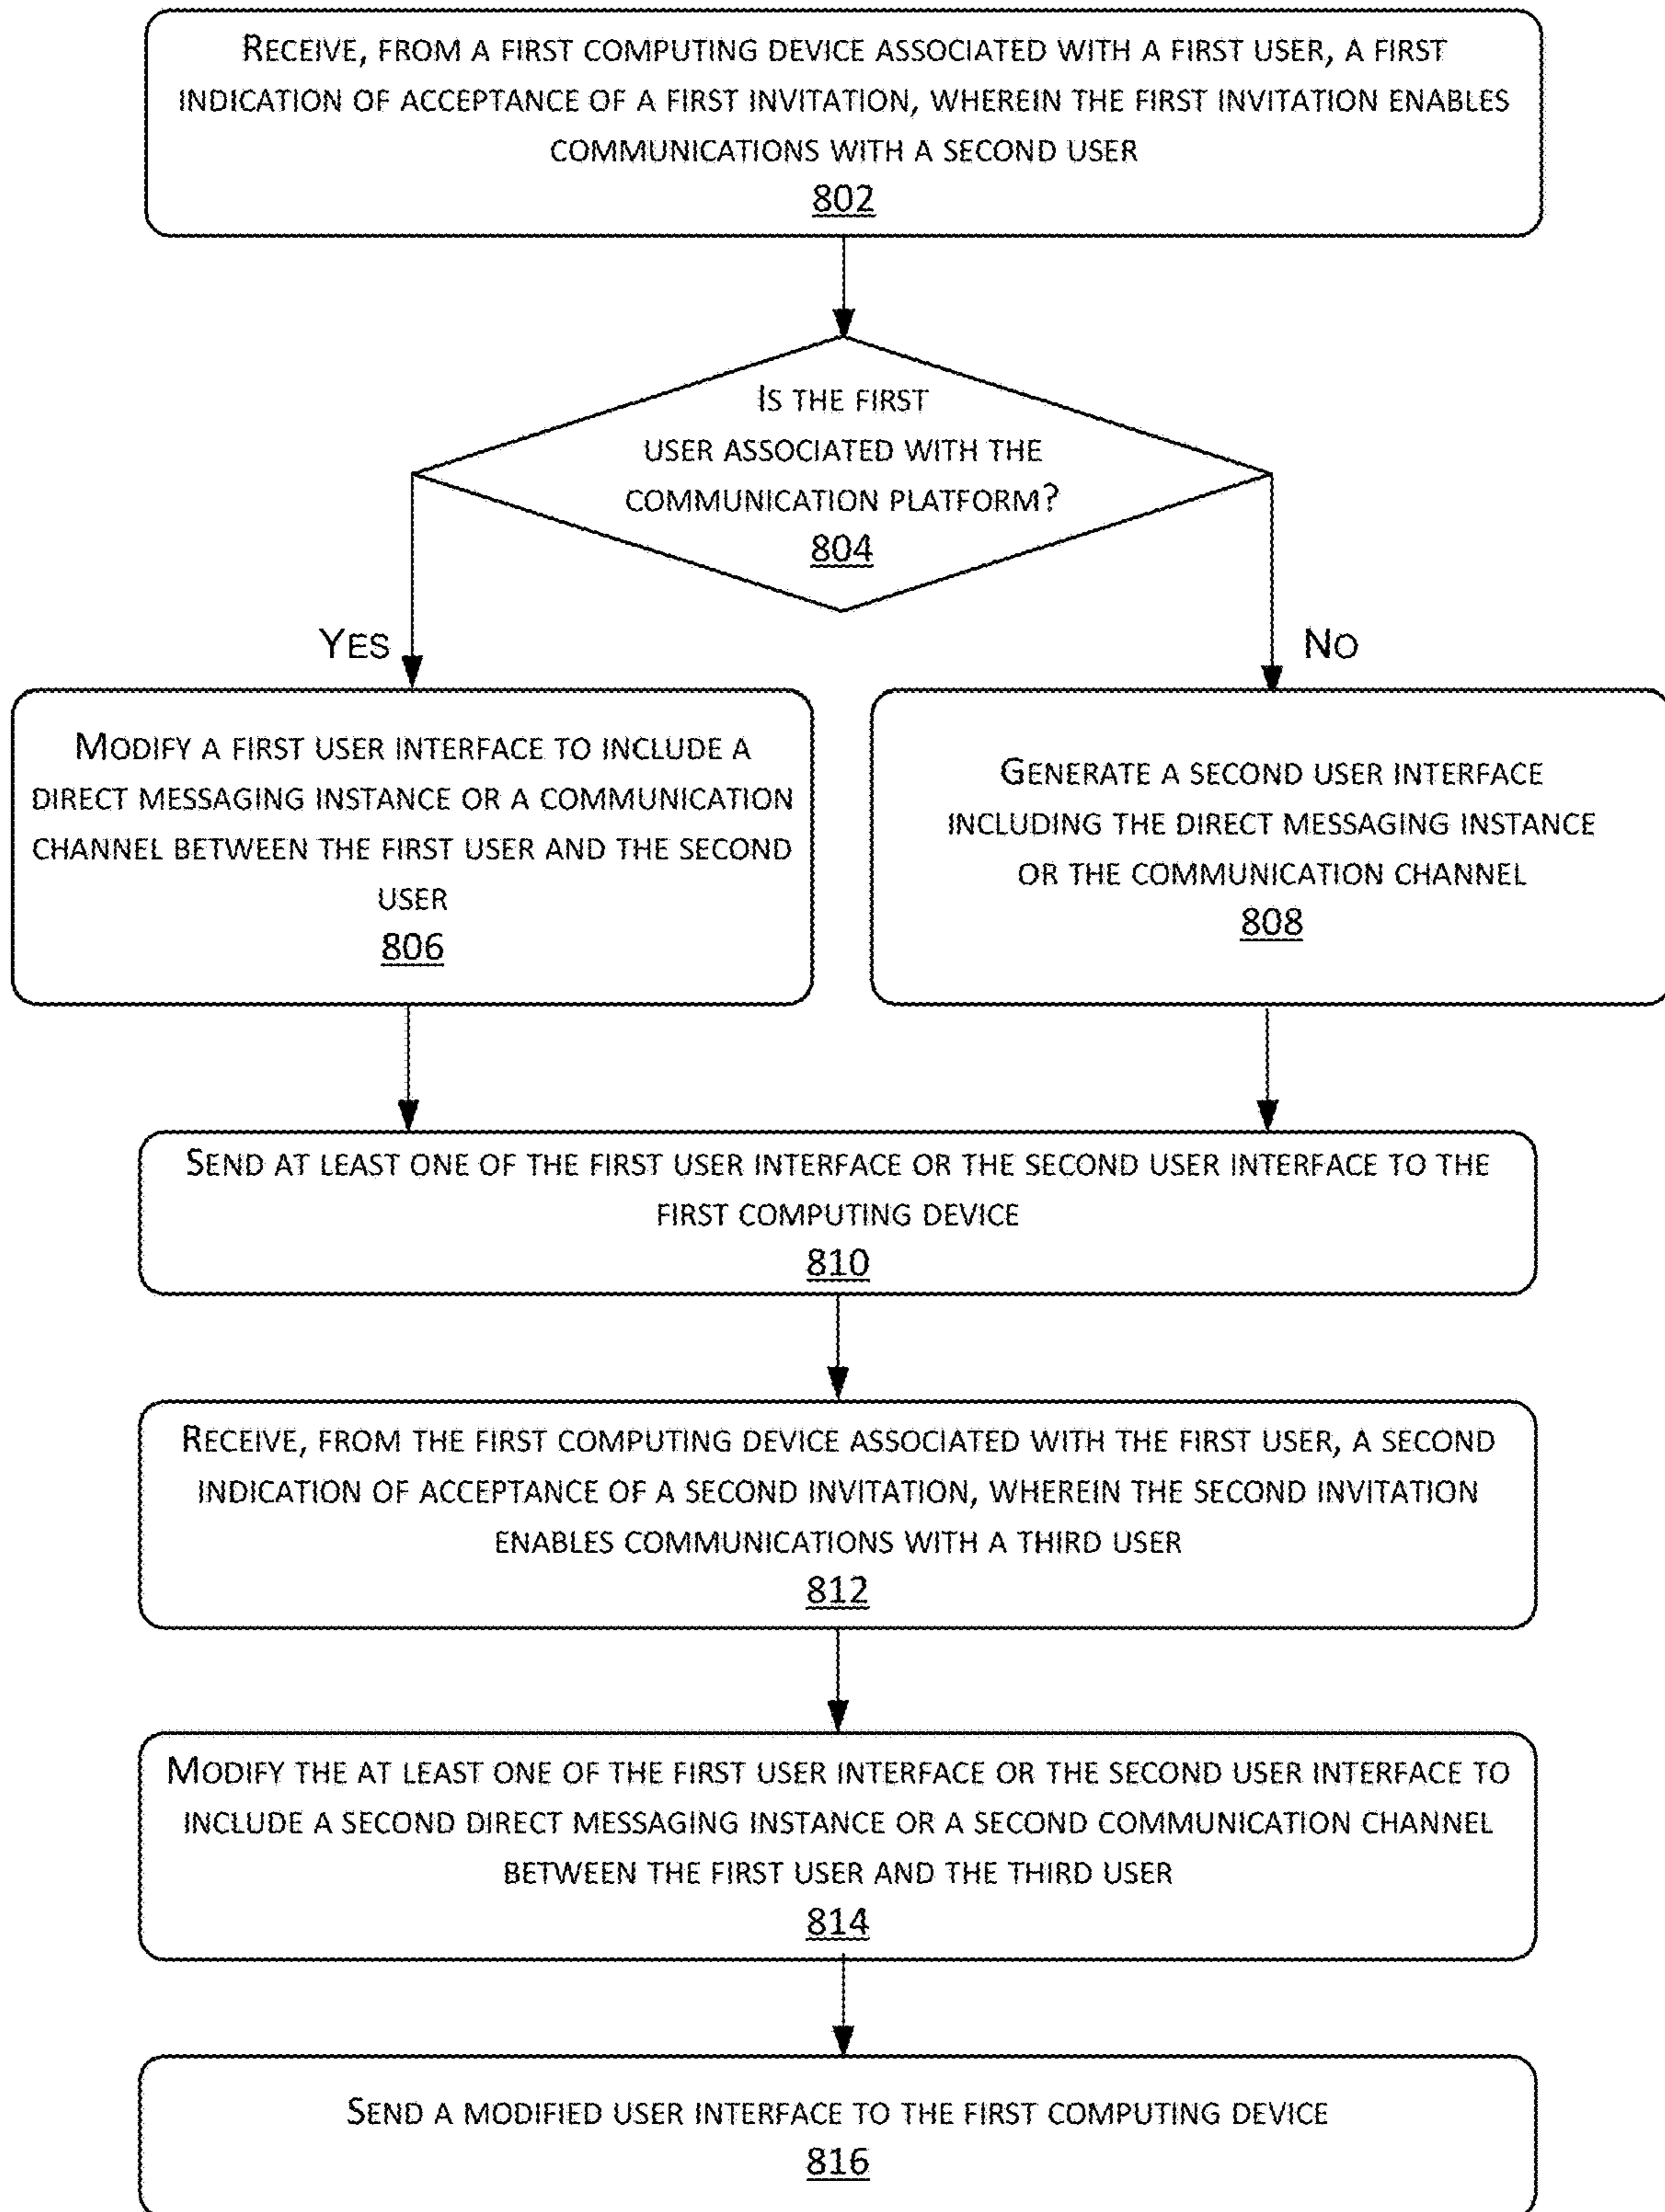 RECEIVE, FROM A FIRST COMPUTING DEVICE ASSOCIATED WITH A FIRST USER, A FIRST
INDICATION OF ACCEPTANCE OF A FIRST INVITATION, WHEREIN THE FIRST INVITATION ENABLES
COMMUNICATIONS WITH A SECOND USER
802
IS THE FIRST
USER ASSOCIATED WITH THE
COMMUNICATION PLATFORM?
804
YES
NO
MODIFY A FIRST USER INTERFACE TO INCLUDE A
DIRECT MESSAGING INSTANCE OR A COMMUNICATION
CHANNEL BETWEEN THE FIRST USER AND THE SECOND
USER
806
GENERATE A SECOND USER INTERFACE
INCLUDING THE DIRECT MESSAGING INSTANCE
OR THE COMMUNICATION CHANNEL
808
SEND AT LEAST ONE OF THE FIRST USER INTERFACE OR THE SECOND USER INTERFACE TO THE
FIRST COMPUTING DEVICE
810
RECEIVE, FROM THE FIRST COMPUTING DEVICE ASSOCIATED WITH THE FIRST USER, A SECOND
INDICATION OF ACCEPTANCE OF A SECOND INVITATION, WHEREIN THE SECOND INVITATION
ENABLES COMMUNICATIONS WITH A THIRD USER
812
MODIFY THE AT LEAST ONE OF THE FIRST USER INTERFACE OR THE SECOND USER INTERFACE TO
INCLUDE A SECOND DIRECT MESSAGING INSTANCE OR A SECOND COMMUNICATION CHANNEL
BETWEEN THE FIRST USER AND THE THIRD USER
814
SEND A MODIFIED USER INTERFACE TO THE FIRST COMPUTING DEVICE
816